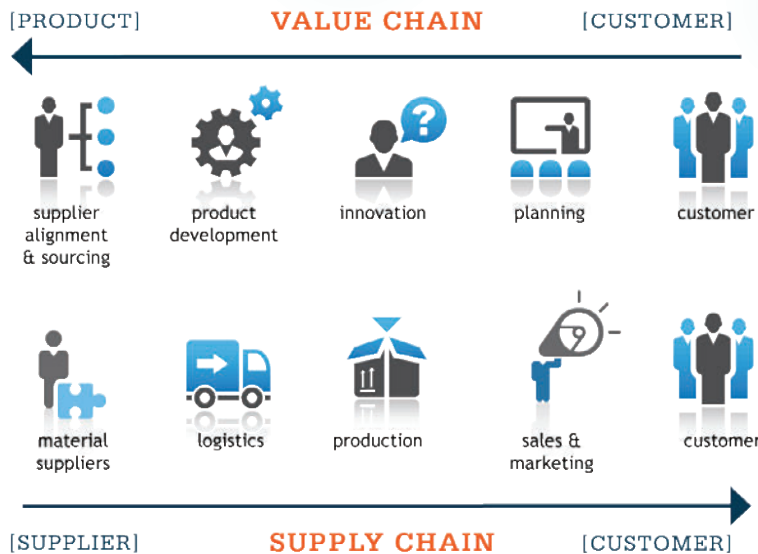 [PRODUCT] VALUE CHAIN [CUSTOMER]
?
supplier alignment & sourcing
product development
innovation
planning
customer
material suppliers
logistics
production
sales & marketing
customer
[SUPPLIER] SUPPLY CHAIN [CUSTOMER]